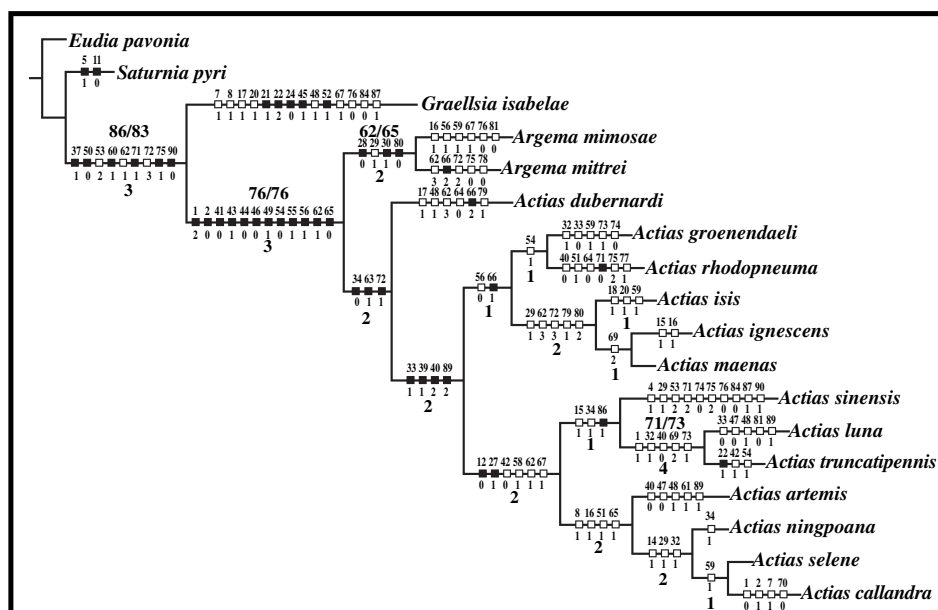 Eudia pavonia
5 11
1 0
Saturnia pyri
7 8 17 20 21 22 24 45 48 52 67 76 84 87
Graellsia isabelae
1 1 1 1 1 2 0 1 1 1 1 0 0 1
86/83
37 50 53 60 62 71 72 75 90
1 0 2 1 1 1 3 1 0
3
62/65
28 29 30 80
0 1 1 0
2
16 56 59 67 76 81
Argema mimosae
1 1 1 1 0 0
62 66 72 75 78
Argema mittrei
3 2 2 0 0
76/76
1 2 41 43 44 46 49 54 55 56 62 65
2 0 0 1 0 0 1 0 1 1 1 0
3
17 48 62 64 66 79
Actias dubernardi
1 1 3 0 2 1
34 63 72
0 1 1
2
32 33 59 73 74
Actias groenendaeli
1 0 1 1 0
54
1
1
40 51 64 71 75 77
Actias rhodopneuma
0 1 0 0 2 1
56 66
0 1
1
18 20 59
Actias isis
1 1 1
29 62 72 79 80
1 3 3 1 2
2
1
15 16
Actias ignescens
1 1
69
2
1
Actias maenas
33 39 40 89
1 1 2 2
2
4 29 53 71 74 75 76 84 87 90
Actias sinensis
1 1 2 2 0 2 0 0 1 1
15 34 86
1 1 1
1
71/73
1 32 40 69 73
1 1 0 2 1
4
33 47 48 81 89
Actias luna
0 0 1 0 1
22 42 54
Actias truncatipennis
1 1 1
12 27 42 58 62 67
0 1 0 1 1 1
2
40 47 48 61 89
Actias artemis
0 0 1 1 1
8 16 51 65
1 1 1 1
2
34
Actias ningpoana
1
14 29 32
1 1 1
2
59
1
1
Actias selene
1 2 7 70
Actias callandra
0 1 1 0